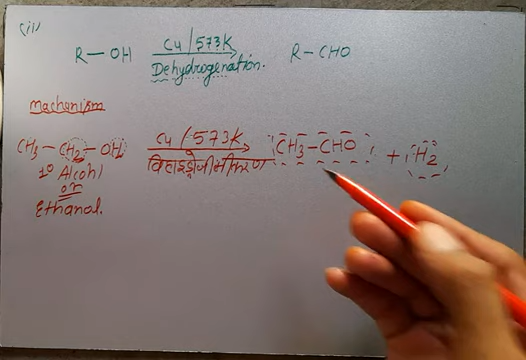 (ii)
R-OH Cu/573K R-CHO
Dehydrogenation.
Mechanism
CH3-CH2-OH Cu/573K CH3-CHO + H2
1° Alcohol विहाइड्रोजनीकरण
or
Ethanol.